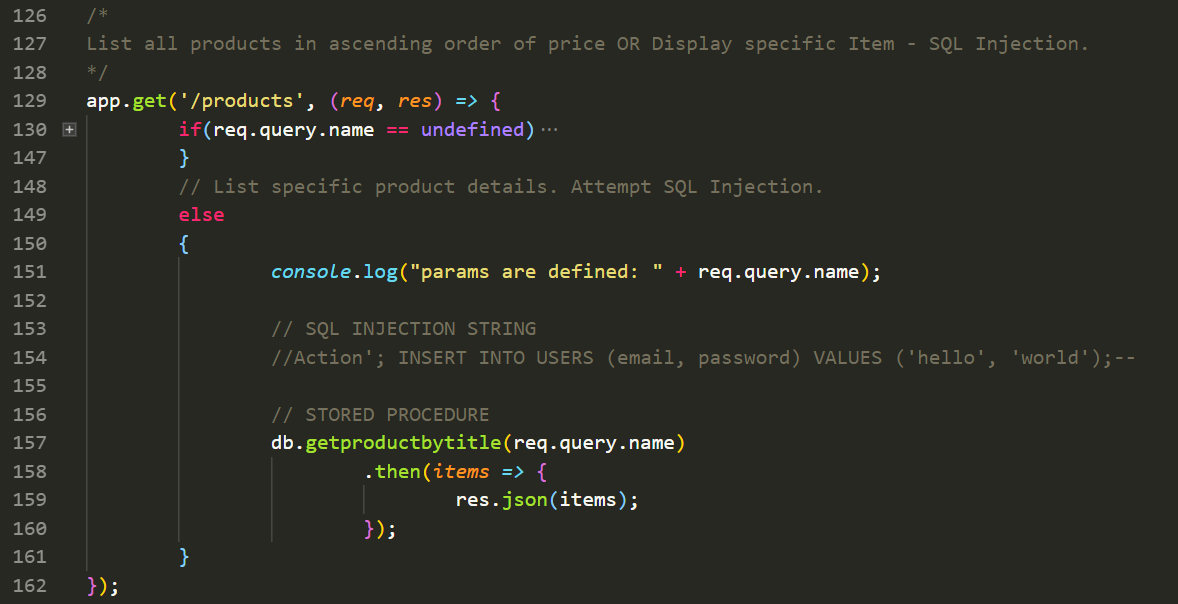 126 /*
127 List all products in ascending order of price OR Display specific Item - SQL Injection.
128 */
129 app.get('/products', (req, res) => {
130 if(req.query.name == undefined)···
147 }
148 // List specific product details. Attempt SQL Injection.
149 else
150 {
151 console.log("params are defined: " + req.query.name);
152
153 // SQL INJECTION STRING
154 //Action'; INSERT INTO USERS (email, password) VALUES ('hello', 'world');--
155
156 // STORED PROCEDURE
157 db.getproductbytitle(req.query.name)
158 .then(items => {
159 res.json(items);
160 });
161 }
162 });